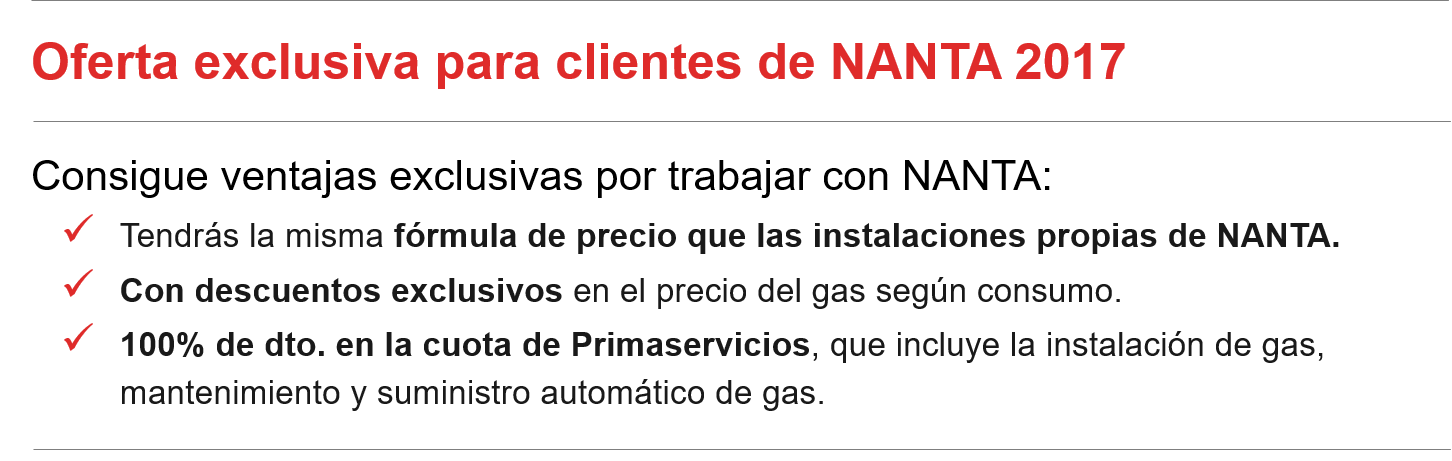 Oferta exclusiva para clientes de NANTA 2017
Consigue ventajas exclusivas por trabajar con NANTA:
✓ Tendrás la misma fórmula de precio que las instalaciones propias de NANTA.
✓ Con descuentos exclusivos en el precio del gas según consumo.
✓ 100% de dto. en la cuota de Primaservicios, que incluye la instalación de gas,
mantenimiento y suministro automático de gas.